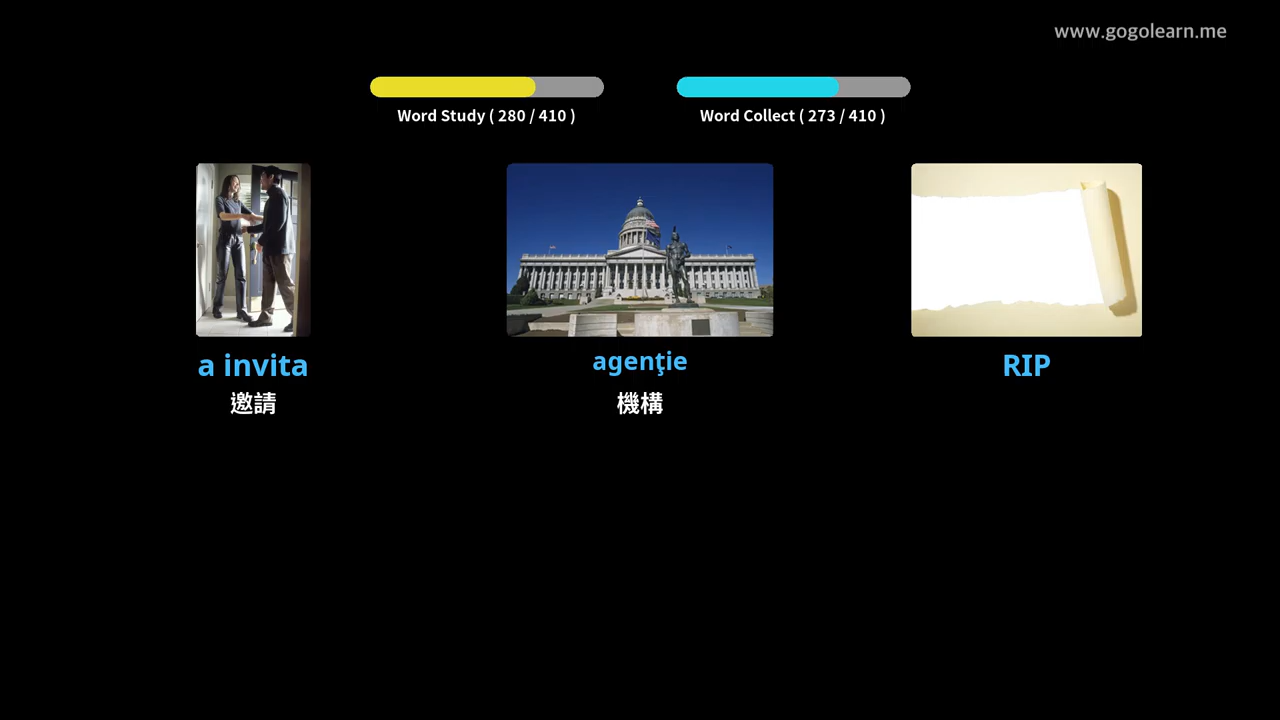 www.gogolearn.me
Word Study ( 280 / 410 )
Word Collect ( 273 / 410 )
a invita
agenţie
RIP
邀請
機構